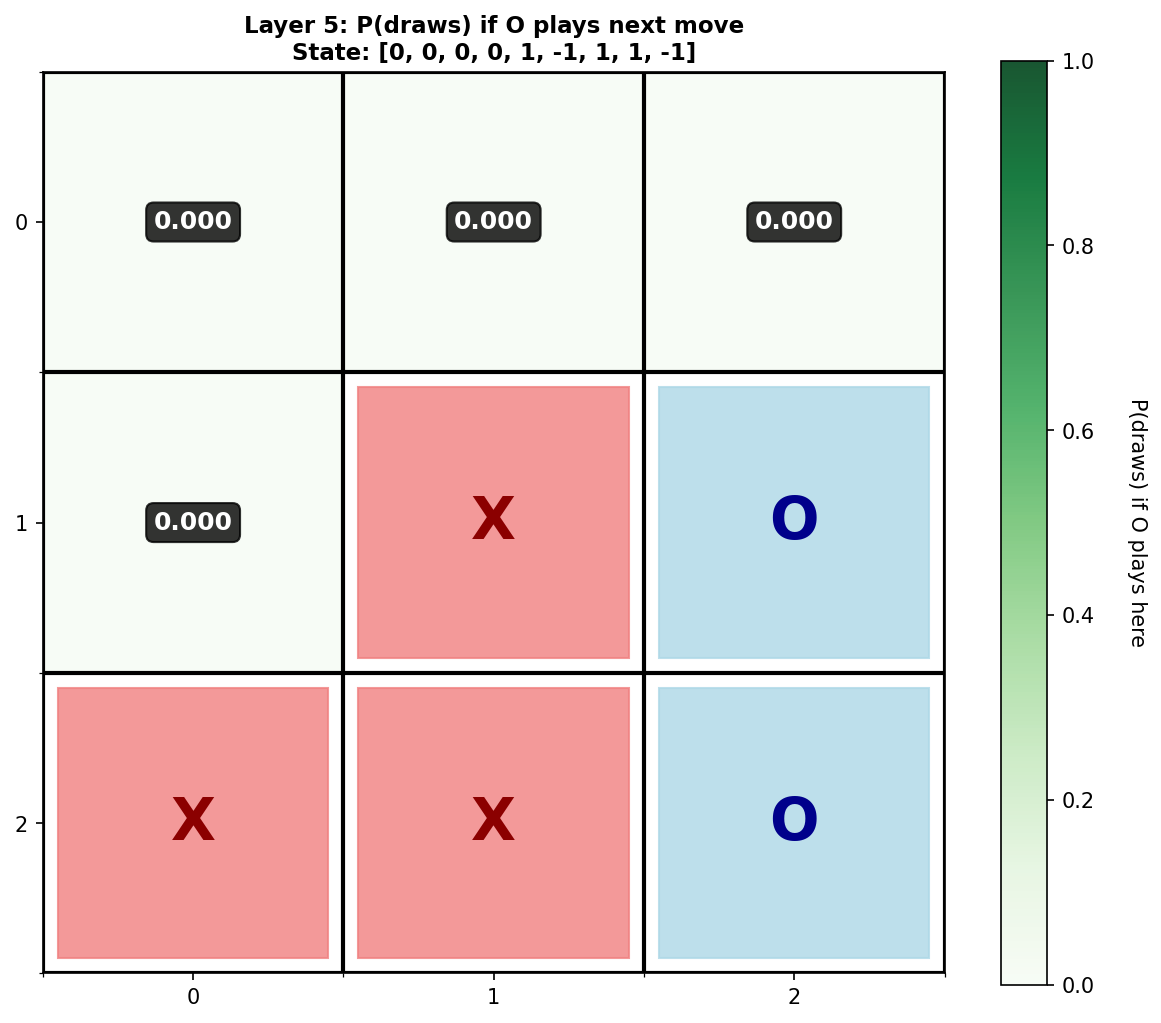 Layer 5: P(draws) if O plays next move
State: [0, 0, 0, 0, 1, -1, 1, 1, -1]
0
0.000
0.000
0.000
1
0.000
X
O
2
X
X
O
0
1
2
1.0
0.8
0.6
0.4
0.2
0.0
P(draws) if O plays here